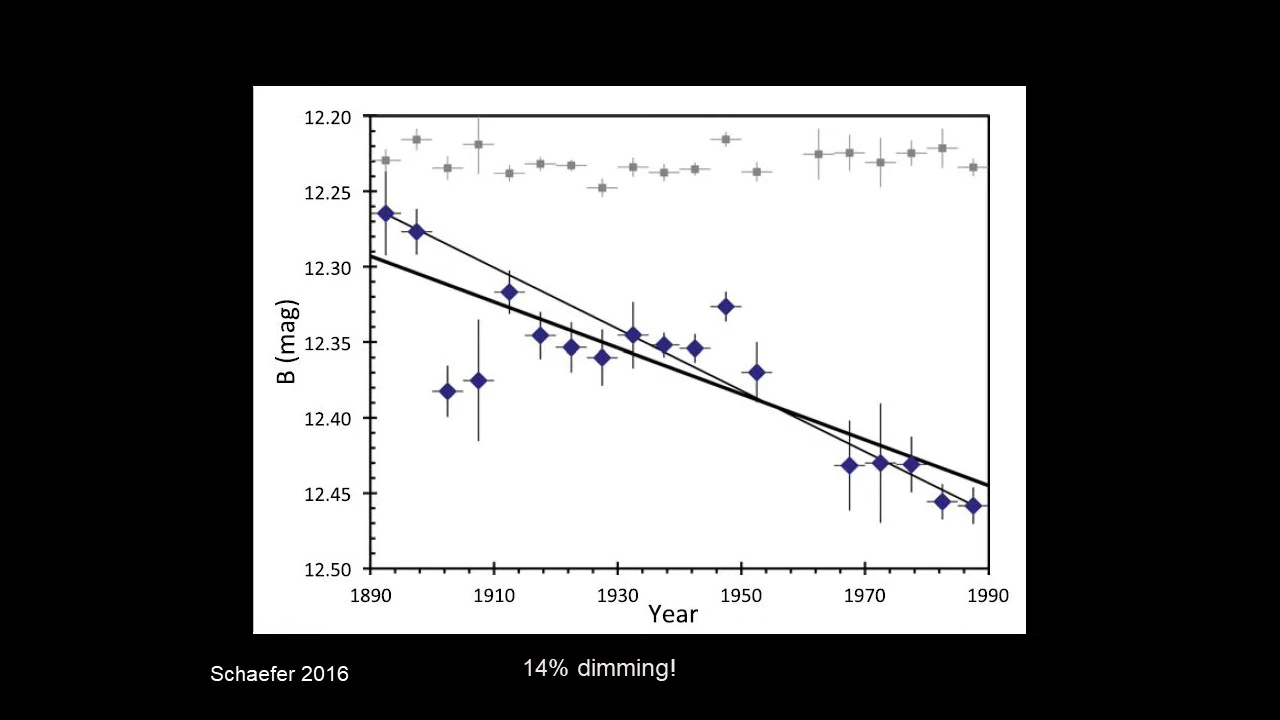 12.20
12.25
12.30
12.35
12.40
12.45
12.50
B (mag)
1890 1910 1930 1950 1970 1990
Year
Schaefer 2016
14% dimming!